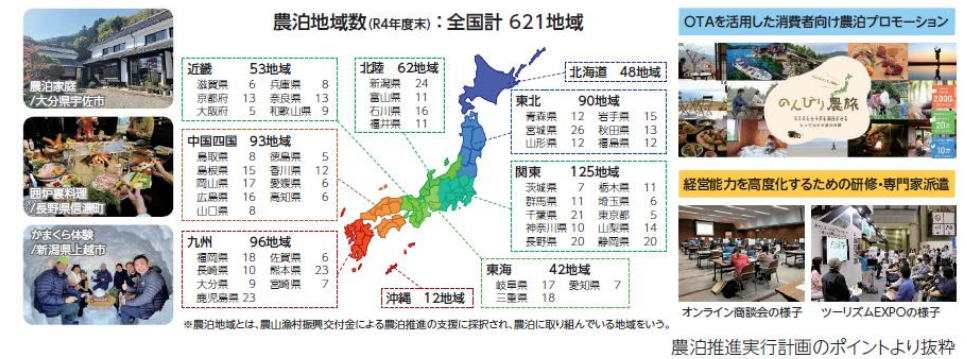 農泊地域数(R4年度末):全国計 621地域
農泊家庭
/大分県宇佐市
囲炉裏料理
/長野県信濃町
かまくら体験
/新潟県上越市
近畿 53地域
滋賀県 6 兵庫県 8
京都府 13 奈良県 13
大阪府 5 和歌山県 9
北陸 62地域
新潟県 24
富山県 11
石川県 16
福井県 11
北海道 48地域
東北 90地域
青森県 12 岩手県 15
宮城県 26 秋田県 13
山形県 12 福島県 12
中国四国 93地域
鳥取県 8 徳島県 5
島根県 15 香川県 12
岡山県 17 愛媛県 6
広島県 16 高知県 6
山口県 8
関東 125地域
茨城県 7 栃木県 11
群馬県 11 埼玉県 6
千葉県 21 東京都 5
神奈川県 10 山梨県 14
長野県 20 静岡県 20
九州 96地域
福岡県 18 佐賀県 6
長崎県 10 熊本県 23
大分県 9 宮崎県 7
鹿児島県 23
沖縄 12地域
東海 42地域
岐阜県 17 愛知県 7
三重県 18
※農泊地域とは、農山漁村振興交付金による農泊推進の支援に採択され、農泊に取り組んでいる地域をいう。
OTAを活用した消費者向け農泊プロモーション
のんびり農旅
経営能力を高度化するための研修・専門家派遣
オンライン商談会の様子
ツーリズムEXPOの様子
農泊推進実行計画のポイントより抜粋